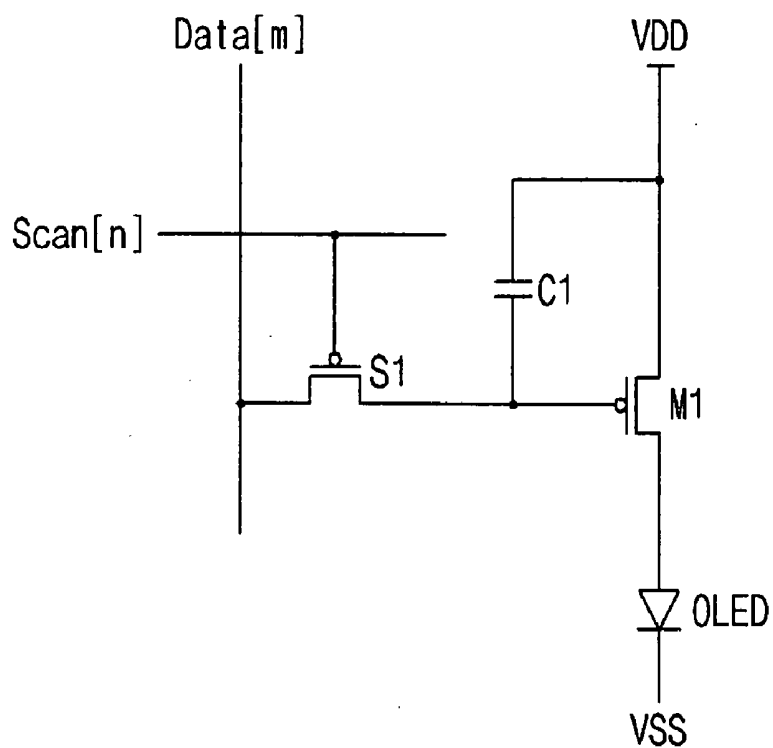 Data[m]
VDD
Scan[n]
C1
S1
M1
OLED
VSS